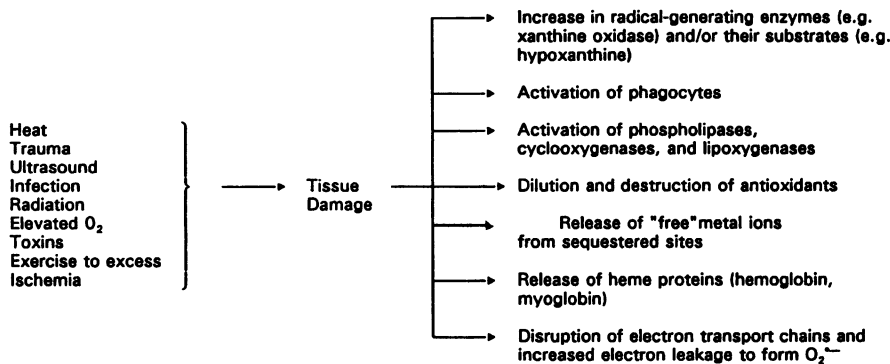 Heat
Trauma
Ultrasound
Infection
Radiation
Elevated O₂
Toxins
Exercise to excess
Ischemia
Tissue
Damage
Increase in radical-generating enzymes (e.g.
xanthine oxidase) and/or their substrates (e.g.
hypoxanthine)
Activation of phagocytes
Activation of phospholipases,
cyclooxygenases, and lipoxygenases
Dilution and destruction of antioxidants
Release of "free"metal ions
from sequestered sites
Release of heme proteins (hemoglobin,
myoglobin)
Disruption of electron transport chains and
increased electron leakage to form O₂•—